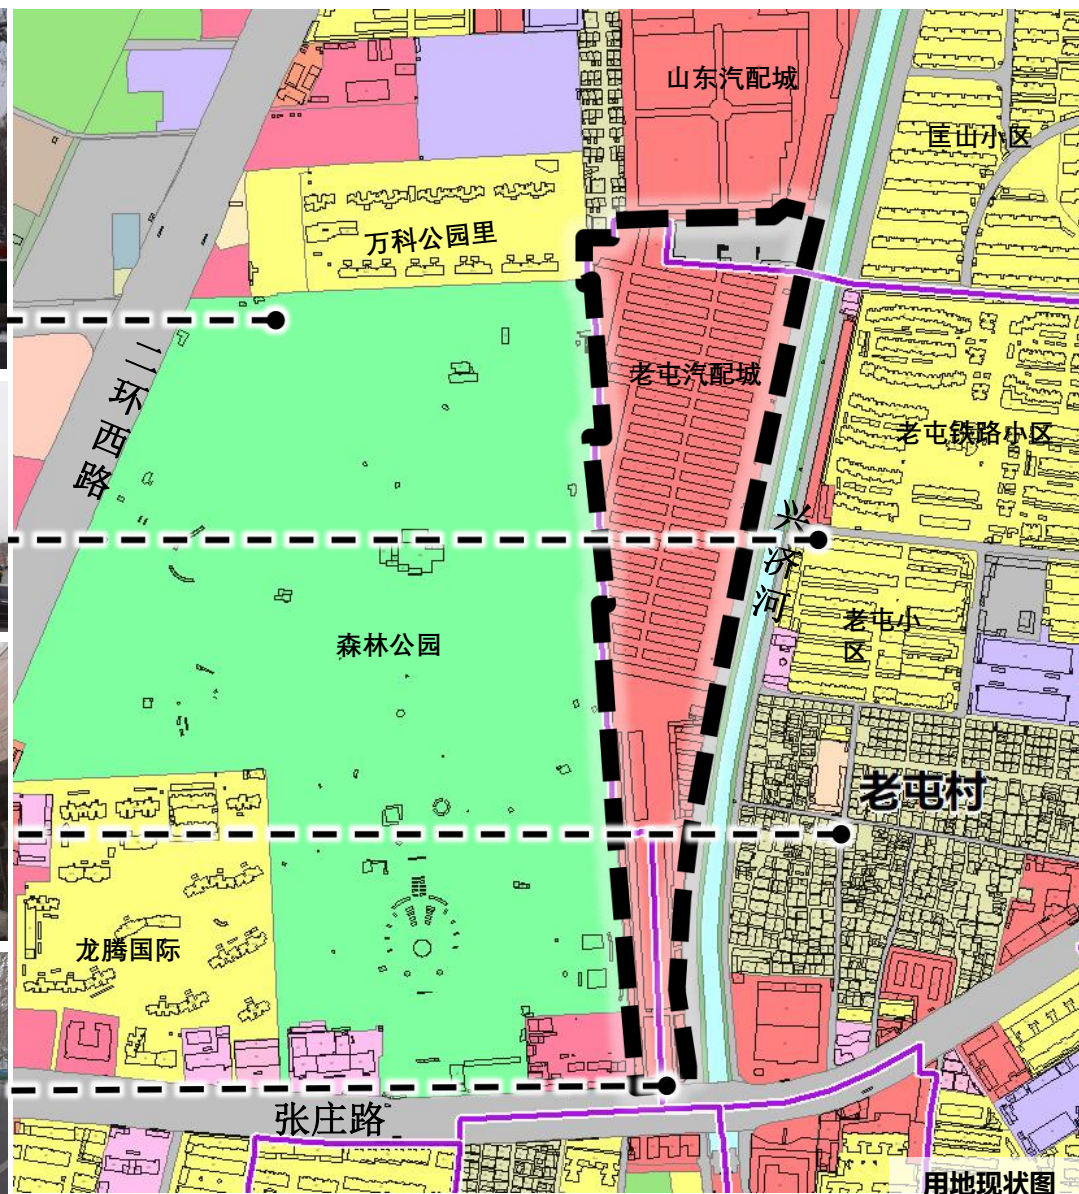 山东汽配城
匡山小区
万科公园里
二环西路
老屯汽配城
老屯铁路小区
兴济河
老屯小
区
森林公园
老屯村
龙腾国际
张庄路
用地现状图